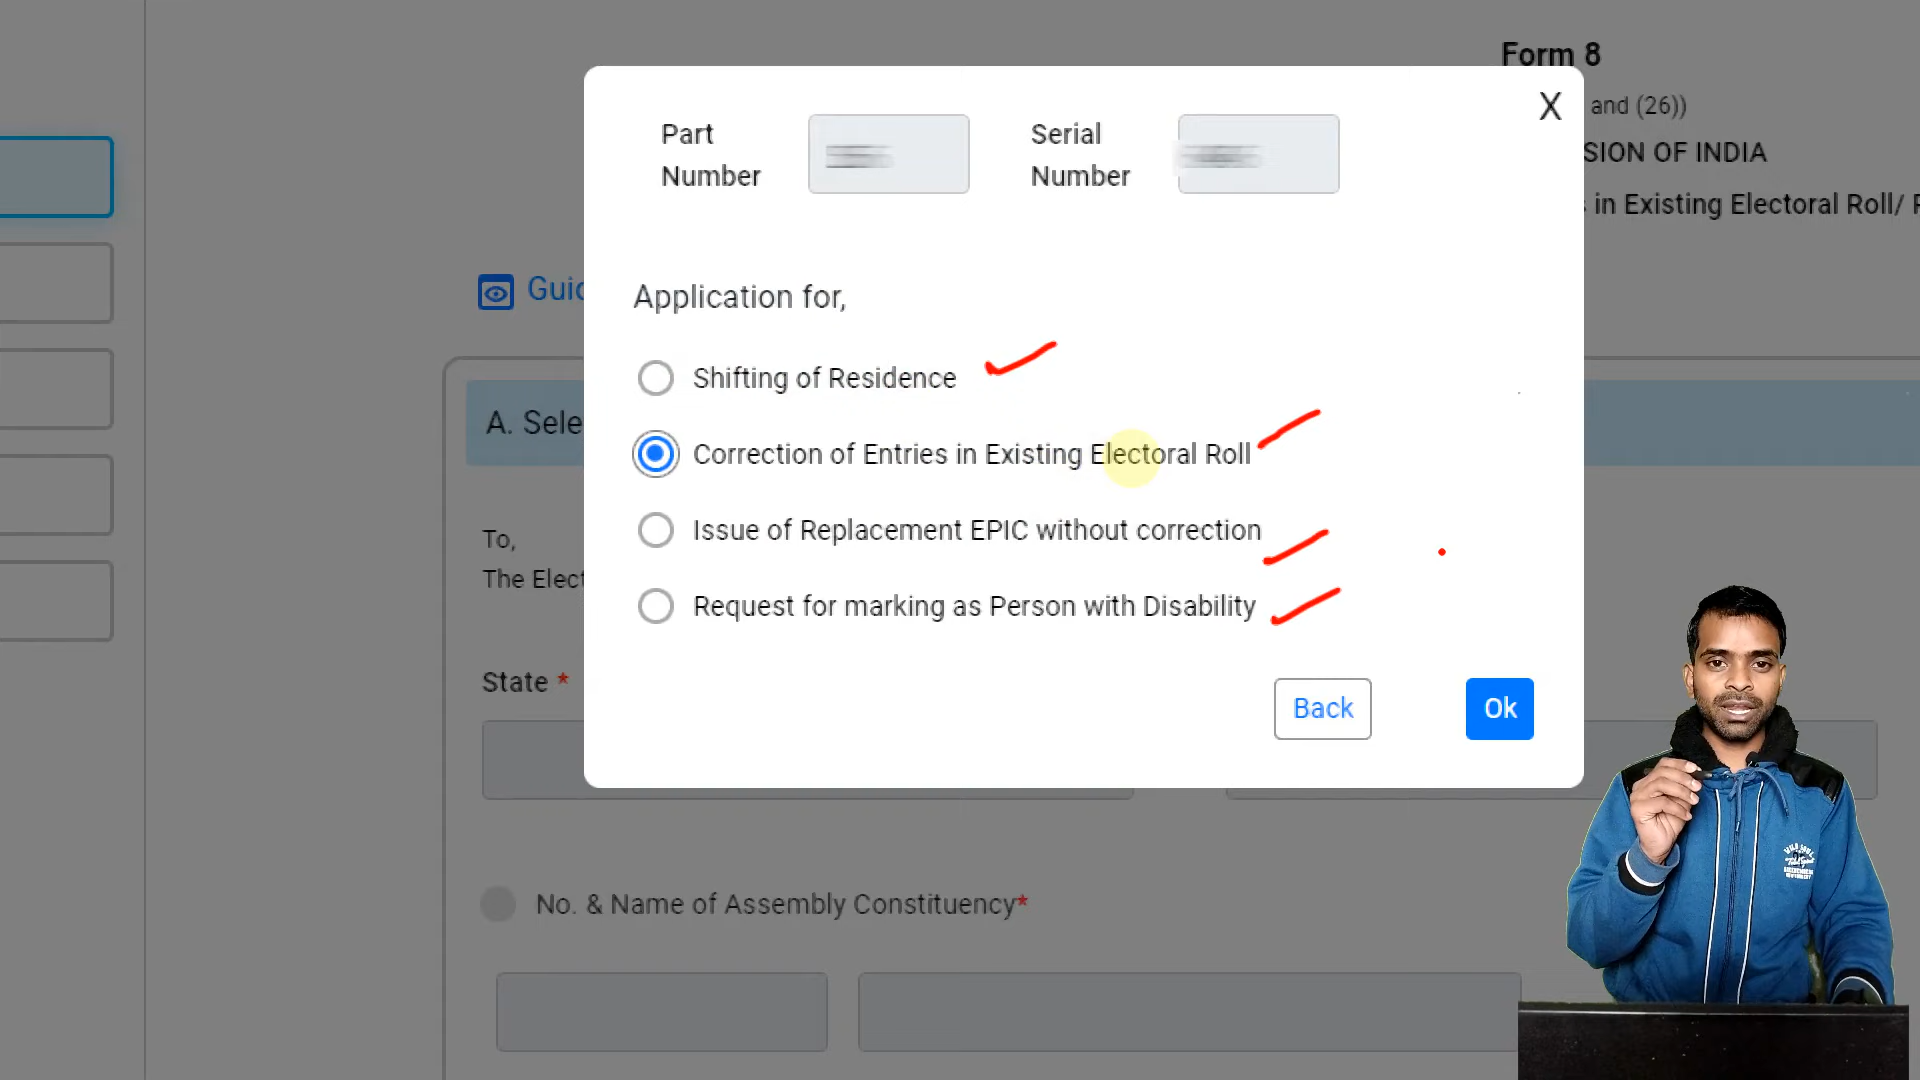 Form 8
and (26))
SION OF INDIA
in Existing Electoral Roll/
X
Part
Number
Serial
Number
Guid
Application for,
Shifting of Residence
A. Sele
Correction of Entries in Existing Electoral Roll
Issue of Replacement EPIC without correction
To,
The Elect
Request for marking as Person with Disability
State *
Back
Ok
No. & Name of Assembly Constituency*